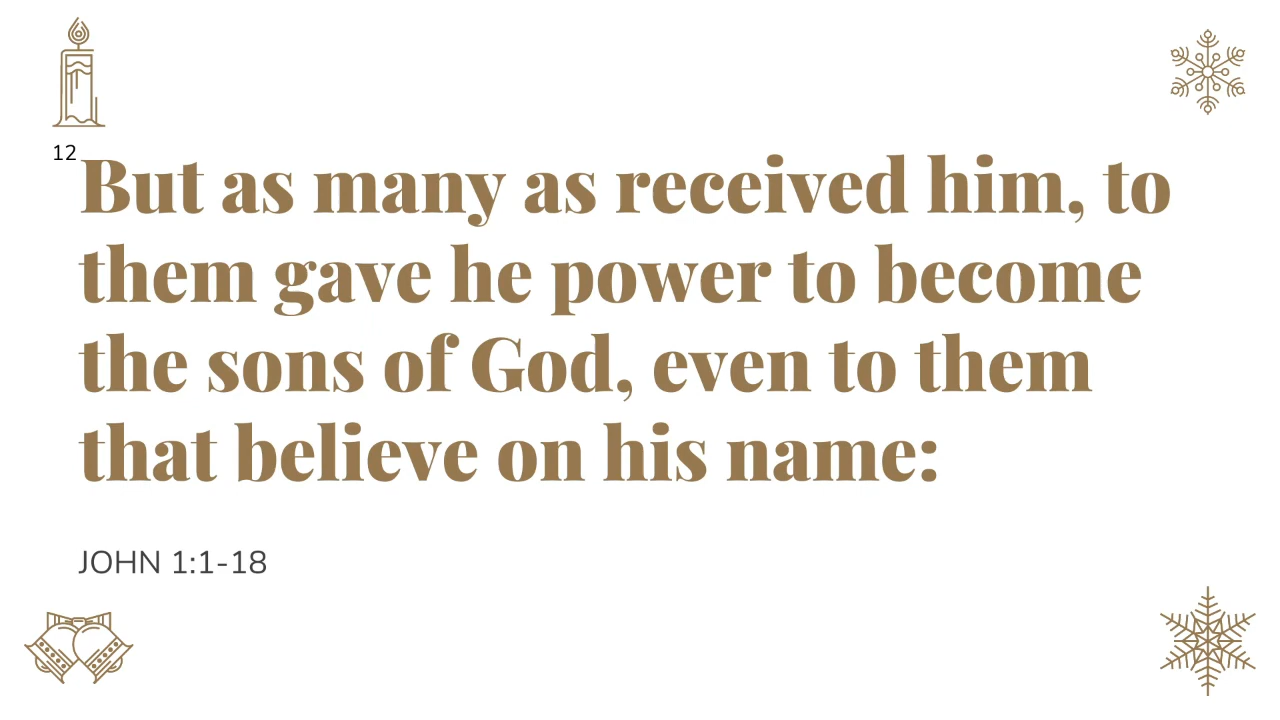 12 But as many as received him, to
them gave he power to become
the sons of God, even to them
that believe on his name:
JOHN 1:1-18